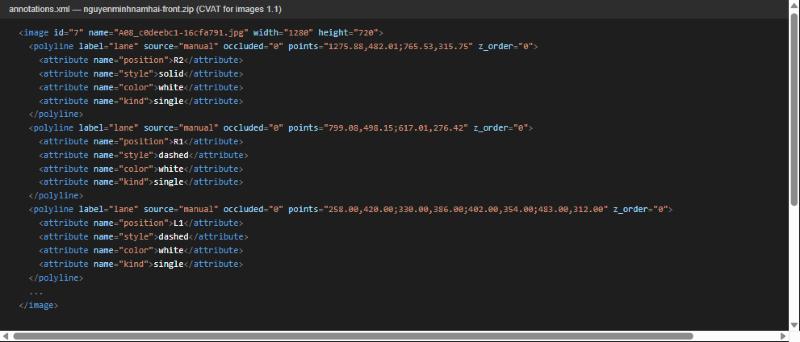 annotations.xml — nguyenminhnamhai-front.zip (CVAT for images 1.1)
<image id="7" name="A08_c0deebc1-16cfa791.jpg" width="1280" height="720">
<polyline label="lane" source="manual" occluded="0" points="1275.88,482.01;765.53,315.75" z_order="0">
<attribute name="position">R2</attribute>
<attribute name="style">solid</attribute>
<attribute name="color">white</attribute>
<attribute name="kind">single</attribute>
</polyline>
<polyline label="lane" source="manual" occluded="0" points="799.08,498.15;617.01,276.42" z_order="0">
<attribute name="position">R1</attribute>
<attribute name="style">dashed</attribute>
<attribute name="color">white</attribute>
<attribute name="kind">single</attribute>
</polyline>
<polyline label="lane" source="manual" occluded="0" points="258.00,420.00;330.00,386.00;402.00,354.00;483.00,312.00" z_order="0">
<attribute name="position">L1</attribute>
<attribute name="style">dashed</attribute>
<attribute name="color">white</attribute>
<attribute name="kind">single</attribute>
</polyline>
...
</image>